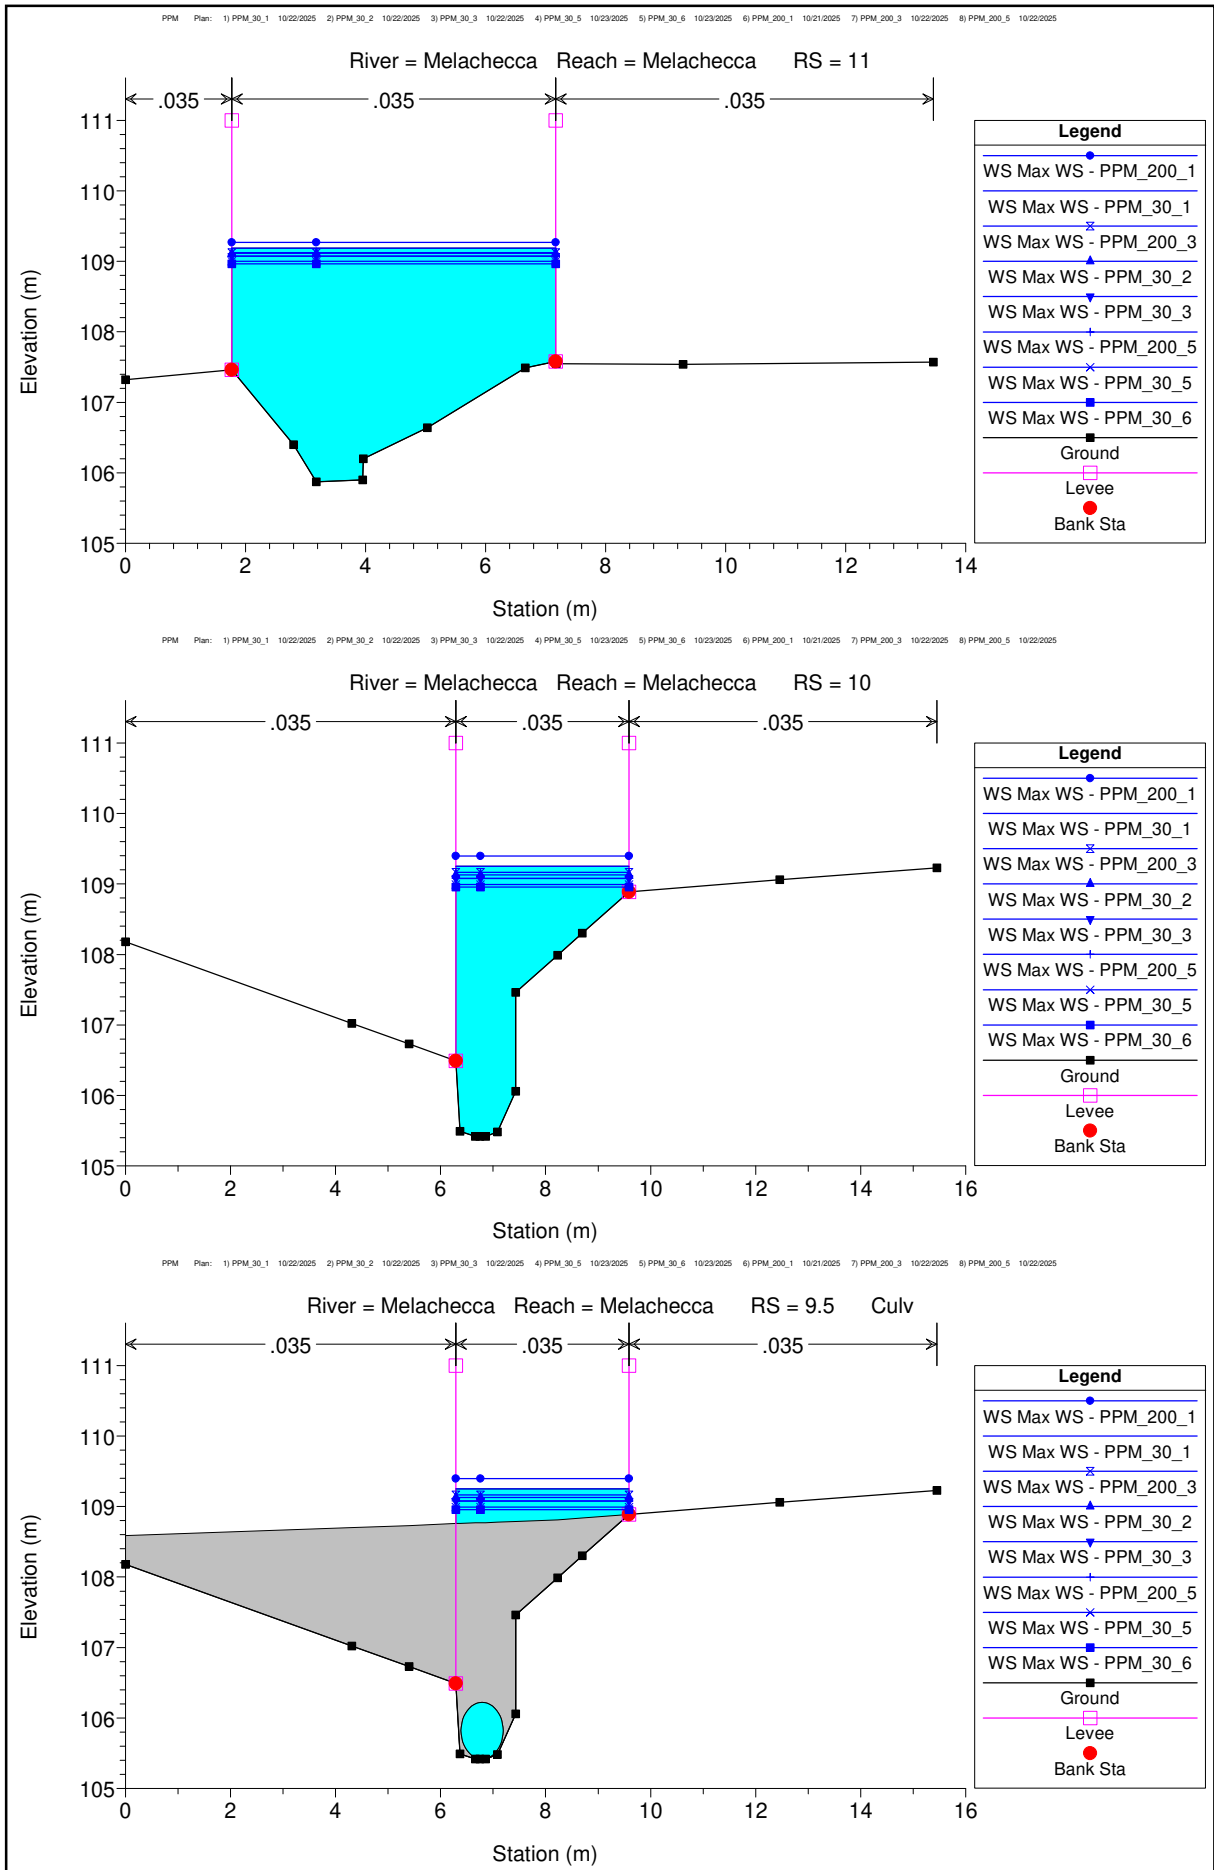 PPM Plan: 1) PPM_30_1 10/22/2025 2) PPM_30_2 10/22/2025 3) PPM_30_3 10/22/2025 4) PPM_30_5 10/23/2025 5) PPM_30_6 10/23/2025 6) PPM_200_1 10/21/2025 7) PPM_200_3 10/22/2025 8) PPM_200_5 10/22/2025
River = Melachecca Reach = Melachecca RS = 11
.035 .035 .035
111
110
109
108
107
106
105
Elevation (m)
0 2 4 6 8 10 12 14
Station (m)
Legend
WS Max WS - PPM_200_1
WS Max WS - PPM_30_1
WS Max WS - PPM_200_3
WS Max WS - PPM_30_2
WS Max WS - PPM_30_3
WS Max WS - PPM_200_5
WS Max WS - PPM_30_5
WS Max WS - PPM_30_6
Ground
Levee
Bank Sta
PPM Plan: 1) PPM_30_1 10/22/2025 2) PPM_30_2 10/22/2025 3) PPM_30_3 10/22/2025 4) PPM_30_5 10/23/2025 5) PPM_30_6 10/23/2025 6) PPM_200_1 10/21/2025 7) PPM_200_3 10/22/2025 8) PPM_200_5 10/22/2025
River = Melachecca Reach = Melachecca RS = 10
.035 .035 .035
111
110
109
108
107
106
105
Elevation (m)
0 2 4 6 8 10 12 14 16
Station (m)
Legend
WS Max WS - PPM_200_1
WS Max WS - PPM_30_1
WS Max WS - PPM_200_3
WS Max WS - PPM_30_2
WS Max WS - PPM_30_3
WS Max WS - PPM_200_5
WS Max WS - PPM_30_5
WS Max WS - PPM_30_6
Ground
Levee
Bank Sta
PPM Plan: 1) PPM_30_1 10/22/2025 2) PPM_30_2 10/22/2025 3) PPM_30_3 10/22/2025 4) PPM_30_5 10/23/2025 5) PPM_30_6 10/23/2025 6) PPM_200_1 10/21/2025 7) PPM_200_3 10/22/2025 8) PPM_200_5 10/22/2025
River = Melachecca Reach = Melachecca RS = 9.5 Culv
.035 .035 .035
111
110
109
108
107
106
105
Elevation (m)
0 2 4 6 8 10 12 14 16
Station (m)
Legend
WS Max WS - PPM_200_1
WS Max WS - PPM_30_1
WS Max WS - PPM_200_3
WS Max WS - PPM_30_2
WS Max WS - PPM_30_3
WS Max WS - PPM_200_5
WS Max WS - PPM_30_5
WS Max WS - PPM_30_6
Ground
Levee
Bank Sta